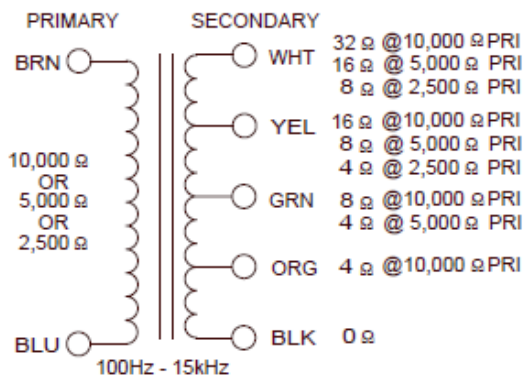 PRIMARY
SECONDARY
BRN
10,000 Ω
OR
5,000 Ω
OR
2,500 Ω
BLU
WHT
32 Ω @10,000 Ω PRI
16 Ω @ 5,000 Ω PRI
8 Ω @ 2,500 Ω PRI
YEL
16 Ω @10,000 Ω PRI
8 Ω @ 5,000 Ω PRI
4 Ω @ 2,500 Ω PRI
GRN
8 Ω @10,000 Ω PRI
4 Ω @ 5,000 Ω PRI
ORG
4 Ω @10,000 Ω PRI
BLK
0 Ω
100Hz - 15kHz